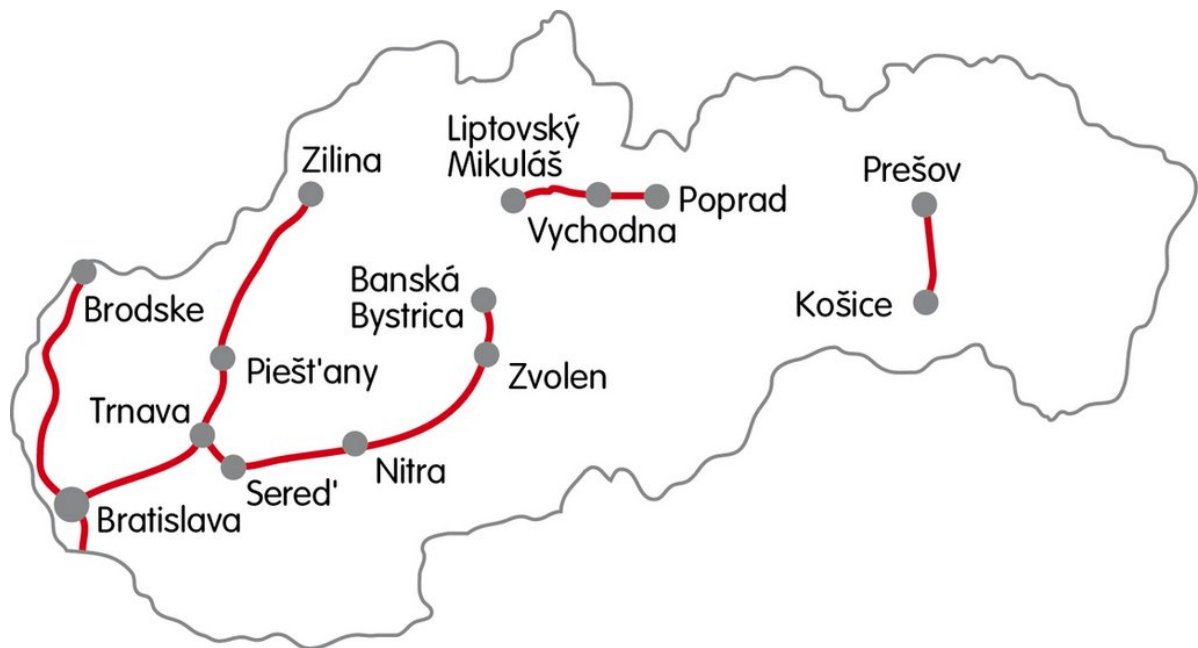 Liptovský
Mikuláš
Zilina
Prešov
Poprad
Vychodna
Banská
Bystrica
Brodske
Košice
Piešt'any
Zvolen
Trnava
Nitra
Sered'
Bratislava